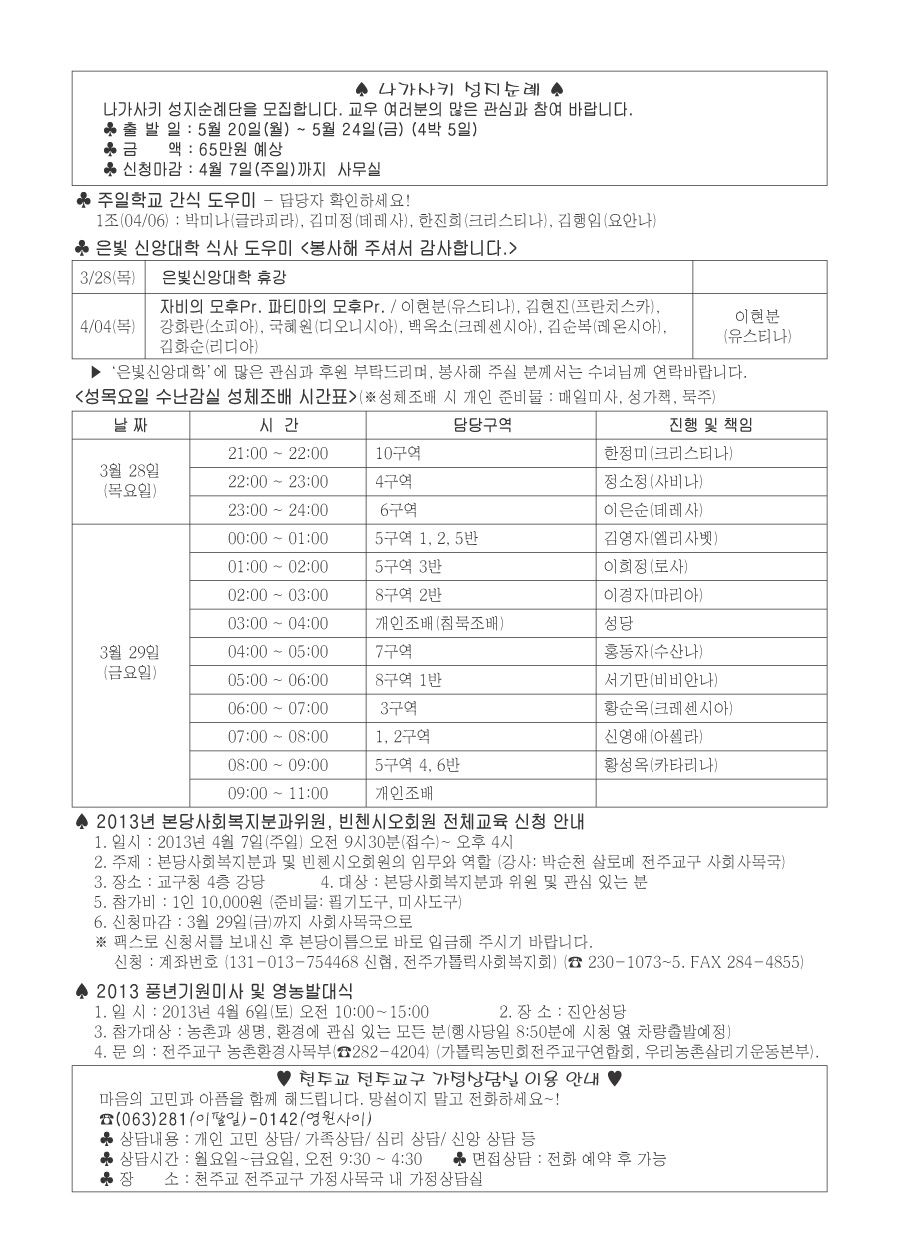 ♠ 나가사키 성지순례 ♠
나가사키 성지순례단을 모집합니다. 교우 여러분의 많은 관심과 참여 바랍니다.
♣ 출 발 일 : 5월 20일(월) ~ 5월 24일(금) (4박 5일)
♣ 금 액 : 65만원 예상
♣ 신청마감 : 4월 7일(주일)까지 사무실
♣ 주일학교 간식 도우미 - 담당자 확인하세요!
1조(04/06) : 박미나(글라피라), 김미정(데레사), 한진희(크리스티나), 김행임(요안나)
♣ 은빛 신앙대학 식사 도우미 <봉사해 주셔서 감사합니다.>
3/28(목) 은빛신앙대학 휴강
4/04(목) 자비의 모후Pr. 파티마의 모후Pr. / 이현분(유스티나), 김현진(프란치스카),
강화란(소피아), 국혜원(디오니시아), 백옥소(크레센시아), 김순복(레온시아),
김화순(리디아)
이현분
(유스티나)
▶ ‘은빛신앙대학’에 많은 관심과 후원 부탁드리며, 봉사해 주실 분께서는 수녀님께 연락바랍니다.
<성목요일 수난감실 성체조배 시간표>(※성체조배 시 개인 준비물 : 매일미사, 성가책, 묵주)
날 짜 시 간 담당구역 진행 및 책임
3월 28일
(목요일)
21:00 ~ 22:00 10구역 한정미(크리스티나)
22:00 ~ 23:00 4구역 정소정(사비나)
23:00 ~ 24:00 6구역 이은순(데레사)
3월 29일
(금요일)
00:00 ~ 01:00 5구역 1, 2, 5반 김영자(엘리사벳)
01:00 ~ 02:00 5구역 3반 이희정(로사)
02:00 ~ 03:00 8구역 2반 이경자(마리아)
03:00 ~ 04:00 개인조배(침묵조배) 성당
04:00 ~ 05:00 7구역 홍동자(수산나)
05:00 ~ 06:00 8구역 1반 서기만(비비안나)
06:00 ~ 07:00 3구역 황순옥(크레센시아)
07:00 ~ 08:00 1, 2구역 신영애(아셀라)
08:00 ~ 09:00 5구역 4, 6반 황성옥(카타리나)
09:00 ~ 11:00 개인조배
♠ 2013년 본당사회복지분과위원, 빈첸시오회원 전체교육 신청 안내
1. 일시 : 2013년 4월 7일(주일) 오전 9시30분(접수)~ 오후 4시
2. 주제 : 본당사회복지분과 및 빈첸시오회원의 임무와 역할 (강사: 박순천 살로메 전주교구 사회사목국)
3. 장소 : 교구청 4층 강당 4. 대상 : 본당사회복지분과 위원 및 관심 있는 분
5. 참가비 : 1인 10,000원 (준비물: 필기도구, 미사도구)
6. 신청마감 : 3월 29일(금)까지 사회사목국으로
※ 팩스로 신청서를 보내신 후 본당이름으로 바로 입금해 주시기 바랍니다.
신청 : 계좌번호 (131-013-754468 신협, 전주가톨릭사회복지회) (☎ 230-1073~5. FAX 284-4855)
♠ 2013 풍년기원미사 및 영농발대식
1. 일 시 : 2013년 4월 6일(토) 오전 10:00~15:00 2. 장 소 : 진안성당
3. 참가대상 : 농촌과 생명, 환경에 관심 있는 모든 분(행사당일 8:50분에 시청 옆 차량출발예정)
4. 문 의 : 전주교구 농촌환경사목부(☎282-4204) (가톨릭농민회전주교구연합회, 우리농촌살리기운동본부).
♥ 천주교 전주교구 가정상담실 이용 안내 ♥
마음의 고민과 아픔을 함께 해드립니다. 망설이지 말고 전화하세요~!
☎(063)281(이팔일)-0142(영원사이)
♣ 상담내용 : 개인 고민 상담/ 가족상담/ 심리 상담/ 신앙 상담 등
♣ 상담시간 : 월요일~금요일, 오전 9:30 ~ 4:30 ♣ 면접상담 : 전화 예약 후 가능
♣ 장 소 : 천주교 전주교구 가정사목국 내 가정상담실